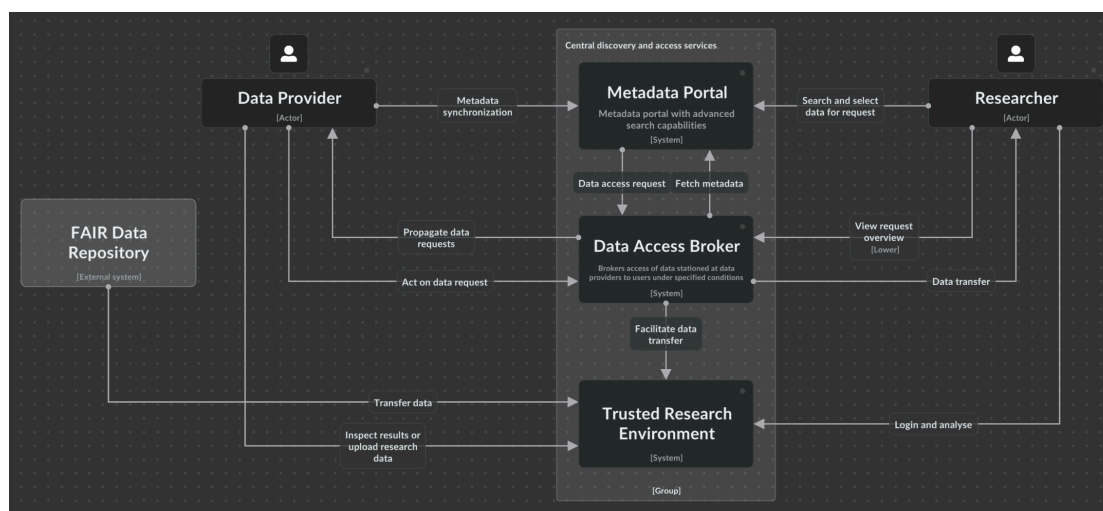 Central discovery and access services
Data Provider
[Actor]
Metadata
synchronization
Metadata Portal
Metadata portal with advanced
search capabilities
[System]
Search and select
data for request
Researcher
[Actor]
Data access request
Fetch metadata
FAIR Data
Repository
[External system]
Propagate data
requests
Act on data request
Data Access Broker
Brokers access of data stationed at data
providers to users under specified conditions
[System]
View request
overview
[Lower]
Data transfer
Facilitate data
transfer
Transfer data
Inspect results or
upload research
data
Trusted Research
Environment
[System]
Login and analyse
[Group]